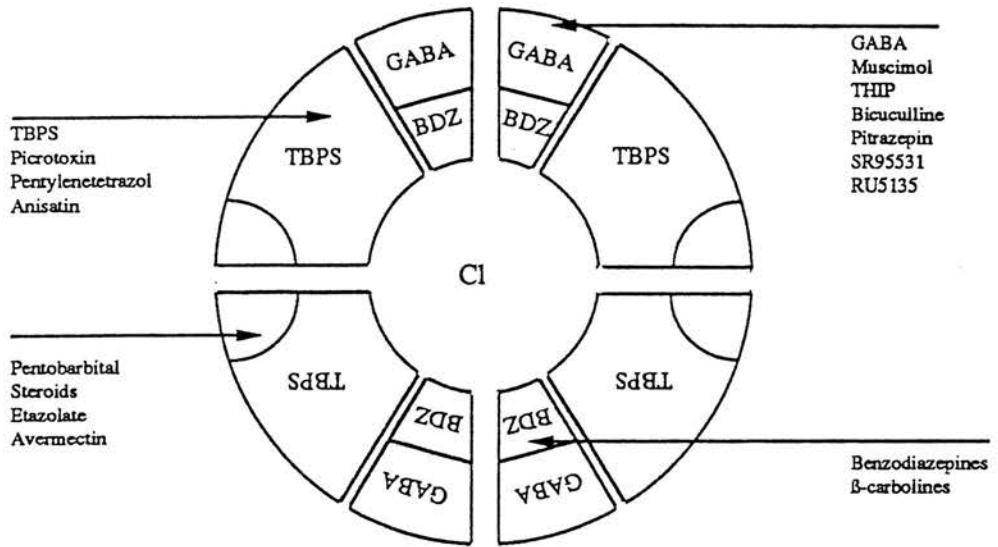 GABA
GABA
BDZ
BDZ
TBPS
TBPS
TBPS
Picrotoxin
Pentylenetetrazol
Anisatin
GABA
Muscimol
THIP
Bicuculline
Pitrazepin
SR95531
RU5135
Cl
Pentobarbital
Steroids
Etazolate
Avermectin
TBPS
TBPS
BDZ
BDZ
GABA
GABA
Benzodiazepines
ß-carbolines